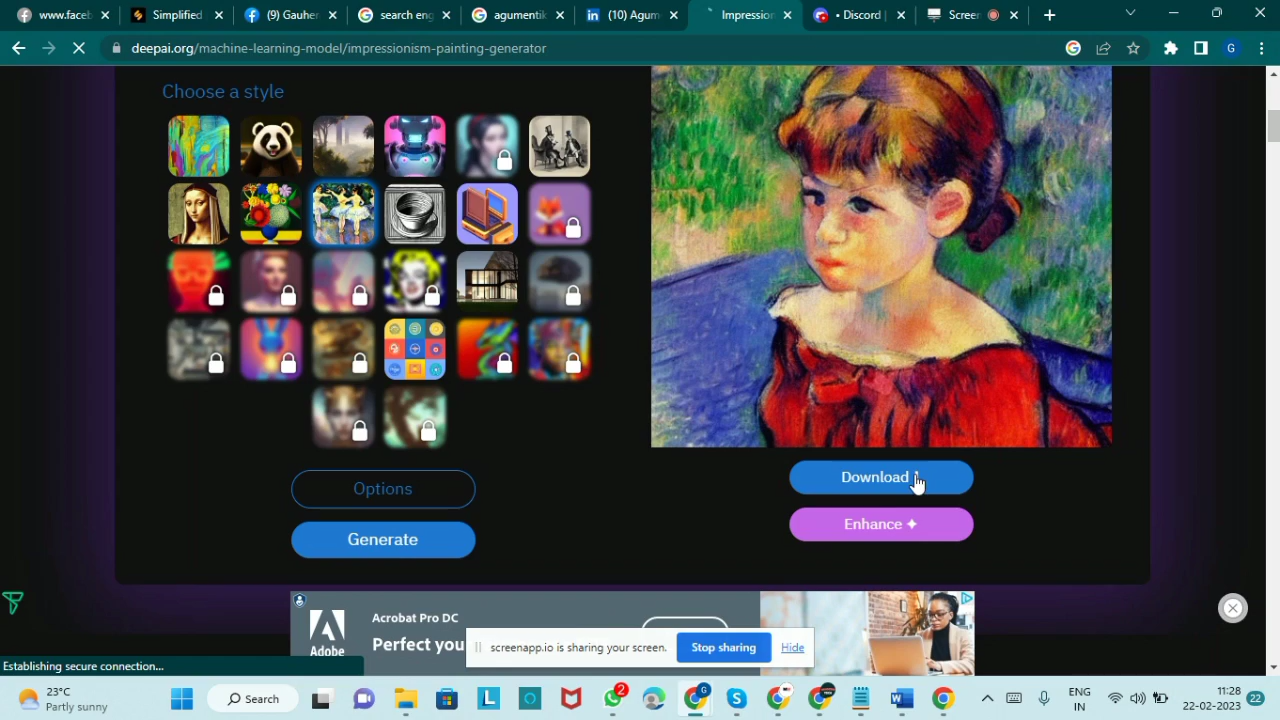 www.faceb
Simplified
(9) Gauher
search eng
agumentik
(10) Agum
Impression
• Discord |
Screen
deepai.org/machine-learning-model/impressionism-painting-generator
G
Choose a style
Options
Generate
Download
Enhance
Adobe
Acrobat Pro DC
Perfect you
screenapp.io is sharing your screen.
Stop sharing
Hide
Establishing secure connection...
23°C
Partly sunny
Search
2
ENG
IN
11:28
22-02-2023
22